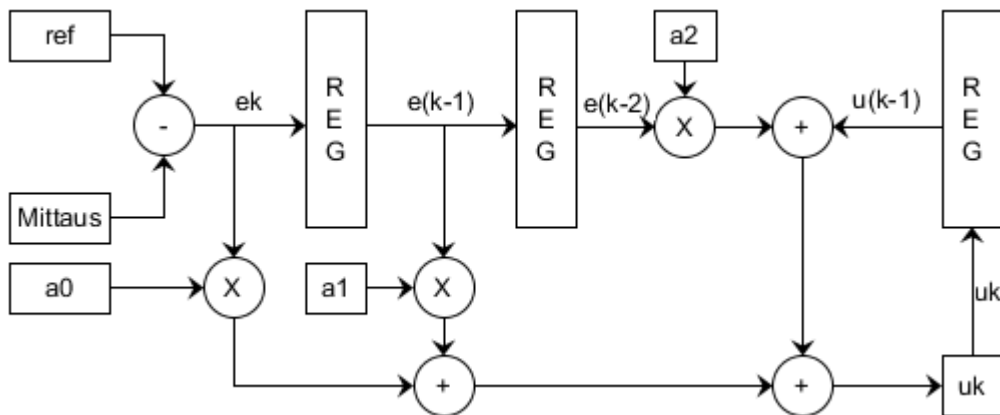 ref
a2
-
ek
R
E
G
e(k-1)
R
E
G
e(k-2)
X
+
u(k-1)
R
E
G
Mittaus
a0
X
a1
X
uk
+
+
uk